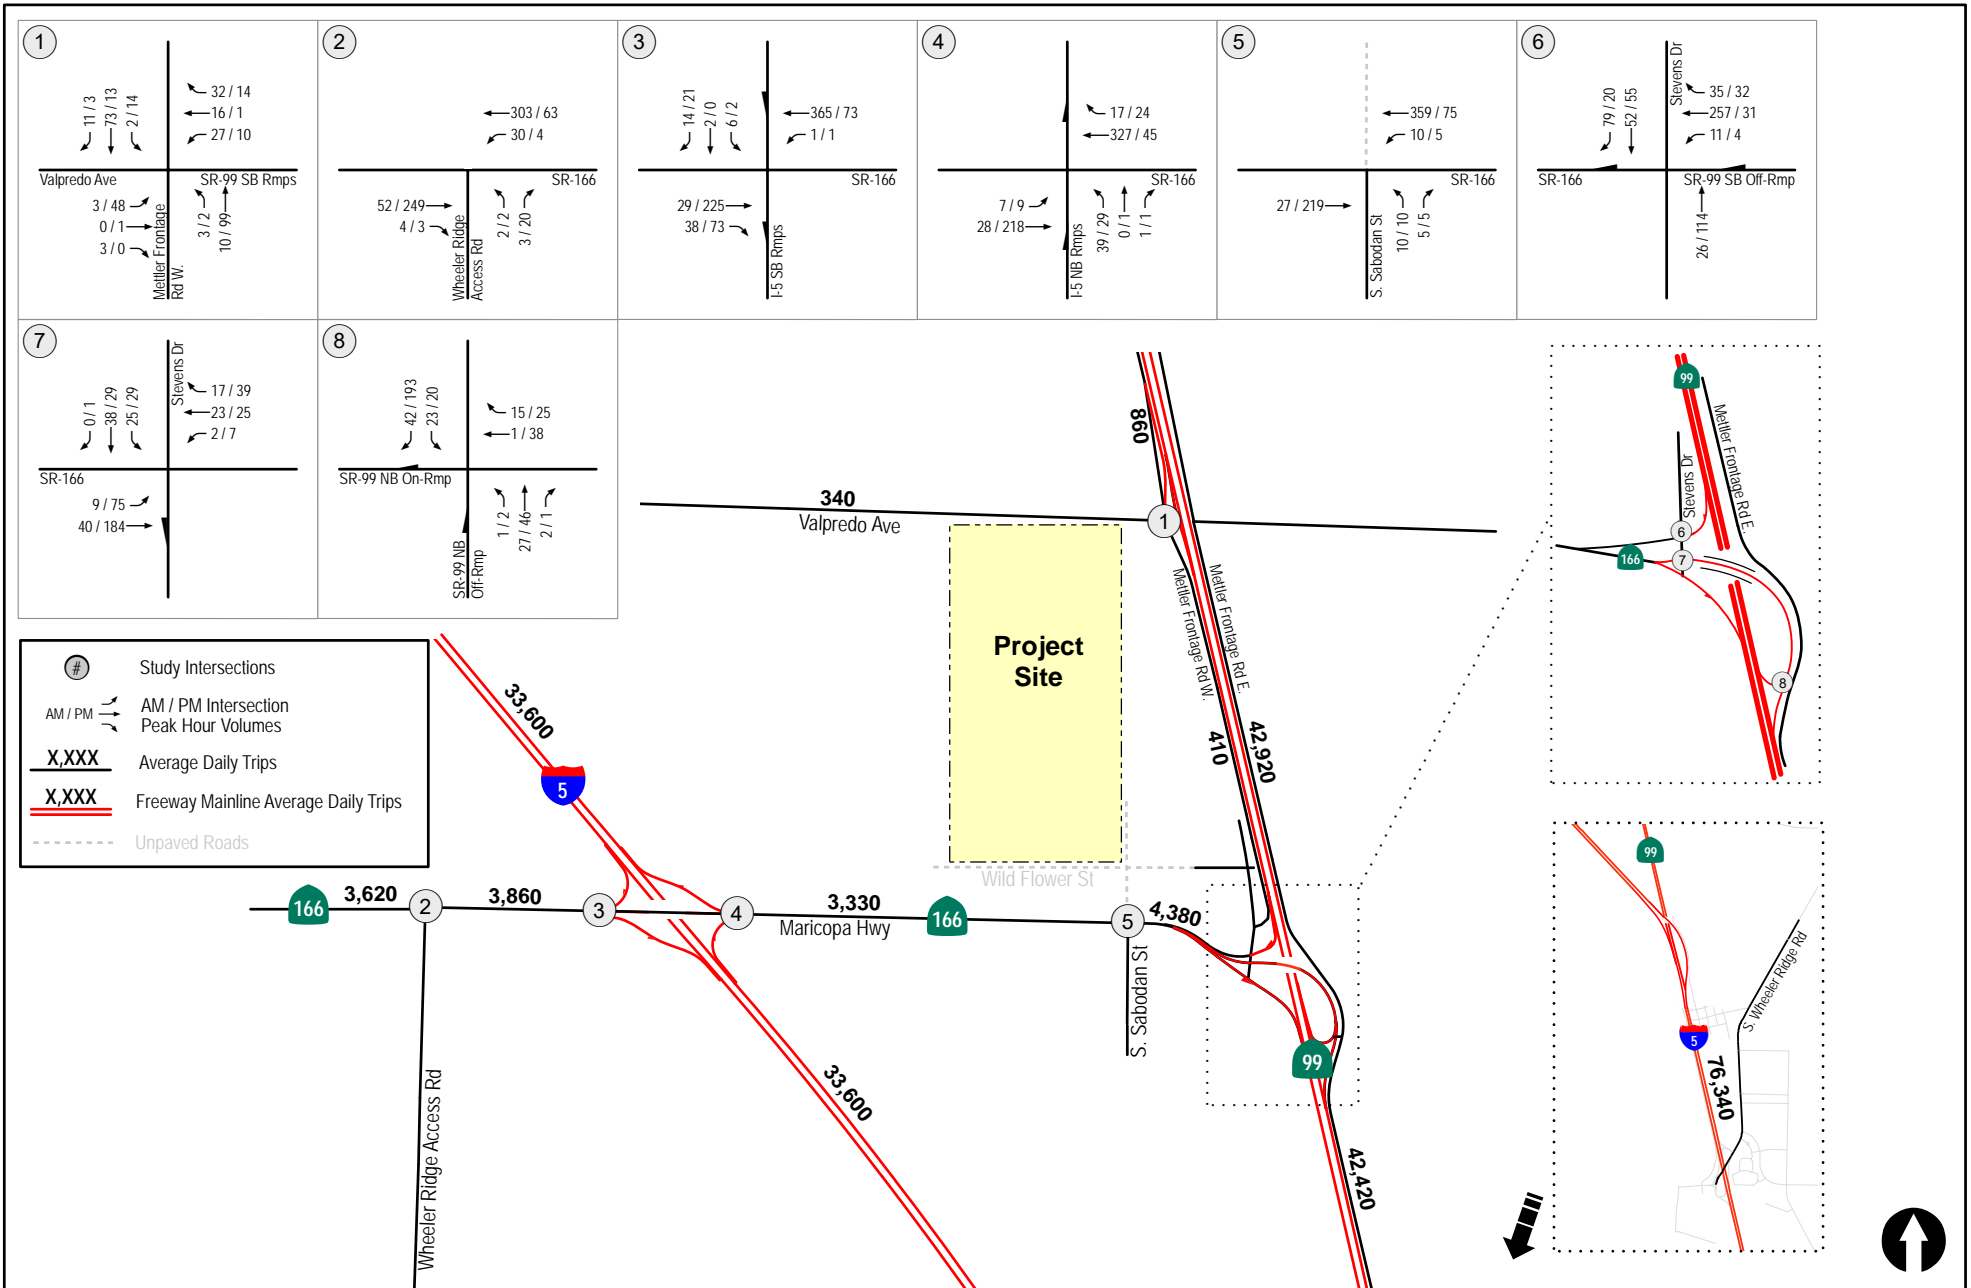 1
11 / 3
73 / 13
2 / 14
32 / 14
16 / 1
27 / 10
Valpredo Ave
SR-99 SB Rmps
3 / 48
0 / 1
3 / 0
Mettler Frontage
Rd W.
3 / 2
10 / 99
2
303 / 63
30 / 4
SR-166
52 / 249
4 / 3
Wheeler Ridge
Access Rd
2 / 2
3 / 20
3
14 / 21
2 / 0
6 / 2
365 / 73
1 / 1
SR-166
29 / 225
38 / 73
I-5 SB Rmps
4
17 / 24
327 / 45
SR-166
7 / 9
28 / 218
I-5 NB Rmps
39 / 29
0 / 1
1 / 1
5
359 / 75
10 / 5
SR-166
27 / 219
S. Sabodan St
10 / 10
5 / 5
6
79 / 20
52 / 55
Stevens Dr
35 / 32
257 / 31
11 / 4
SR-166
SR-99 SB Off-Rmp
26 / 114
7
0 / 1
38 / 29
25 / 29
Stevens Dr
17 / 39
23 / 25
2 / 7
SR-166
9 / 75
40 / 184
8
42 / 193
23 / 20
15 / 25
1 / 38
SR-99 NB On-Rmp
SR-99 NB
Off-Rmp
1 / 2
27 / 46
2 / 1
860
340
Valpredo Ave
1
Mettler Frontage Rd W.
Mettler Frontage Rd E.
Project
Site
410
42,920
Wild Flower St
#
Study Intersections
AM / PM
AM / PM Intersection
Peak Hour Volumes
X,XXX
Average Daily Trips
X,XXX
Freeway Mainline Average Daily Trips
Unpaved Roads
33,600
5
166
3,620
2
3,860
3
4
3,330
Maricopa Hwy
166
5
4,380
S. Sabodan St
Wheeler Ridge Access Rd
33,600
99
42,420
99
Mettler Frontage Rd E.
Stevens Dr
6
166
7
8
99
S. Wheeler Ridge Rd
5
76,340